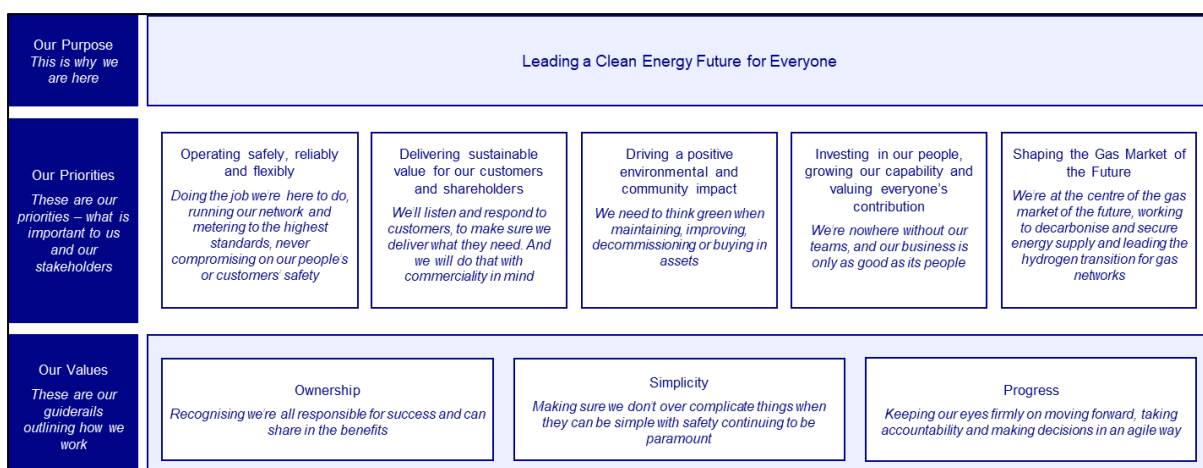 Our Purpose
This is why we
are here
Leading a Clean Energy Future for Everyone
Our Priorities
These are our
priorities – what is
important to us
and our
stakeholders
Operating safely, reliably
and flexibly
Doing the job we're here to do,
running our network and
metering to the highest
standards, never
compromising on our people's
or customers' safety
Delivering sustainable
value for our customers
and shareholders
We'll listen and respond to
customers, to make sure we
deliver what they need. And
we will do that with
commerciality in mind
Driving a positive
environmental and
community impact
We need to think green when
maintaining, improving,
decommissioning or buying in
assets
Investing in our people,
growing our capability and
valuing everyone's
contribution
We're nowhere without our
teams, and our business is
only as good as its people
Shaping the Gas Market of
the Future
We're at the centre of the gas
market of the future, working
to decarbonise and secure
energy supply and leading the
hydrogen transition for gas
networks
Our Values
These are our
guiderails
outlining how we
work
Ownership
Recognising we're all responsible for success and can
share in the benefits
Simplicity
Making sure we don't over complicate things when
they can be simple with safety continuing to be
paramount
Progress
Keeping our eyes firmly on moving forward, taking
accountability and making decisions in an agile way